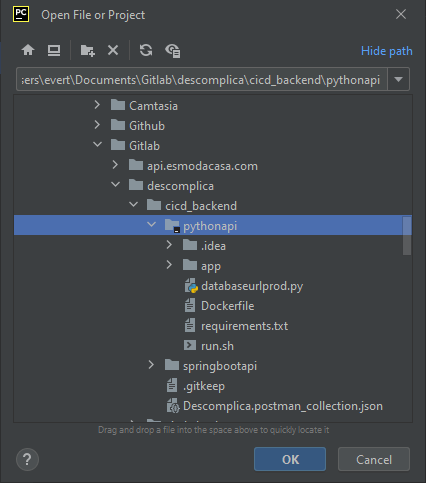 PC
Open File or Project
Hide path
sers\evert\Documents\Gitlab\descomplica\cicd_backend\pythonapi
Camtasia
Github
Gitlab
api.esmodacasa.com
descomplica
cicd_backend
pythonapi
.idea
app
databaseurlprod.py
Dockerfile
requirements.txt
run.sh
springbootapi
.gitkeep
Descomplica.postman_collection.json
Drag and drop a file into the space above to quickly locate it
?
OK
Cancel